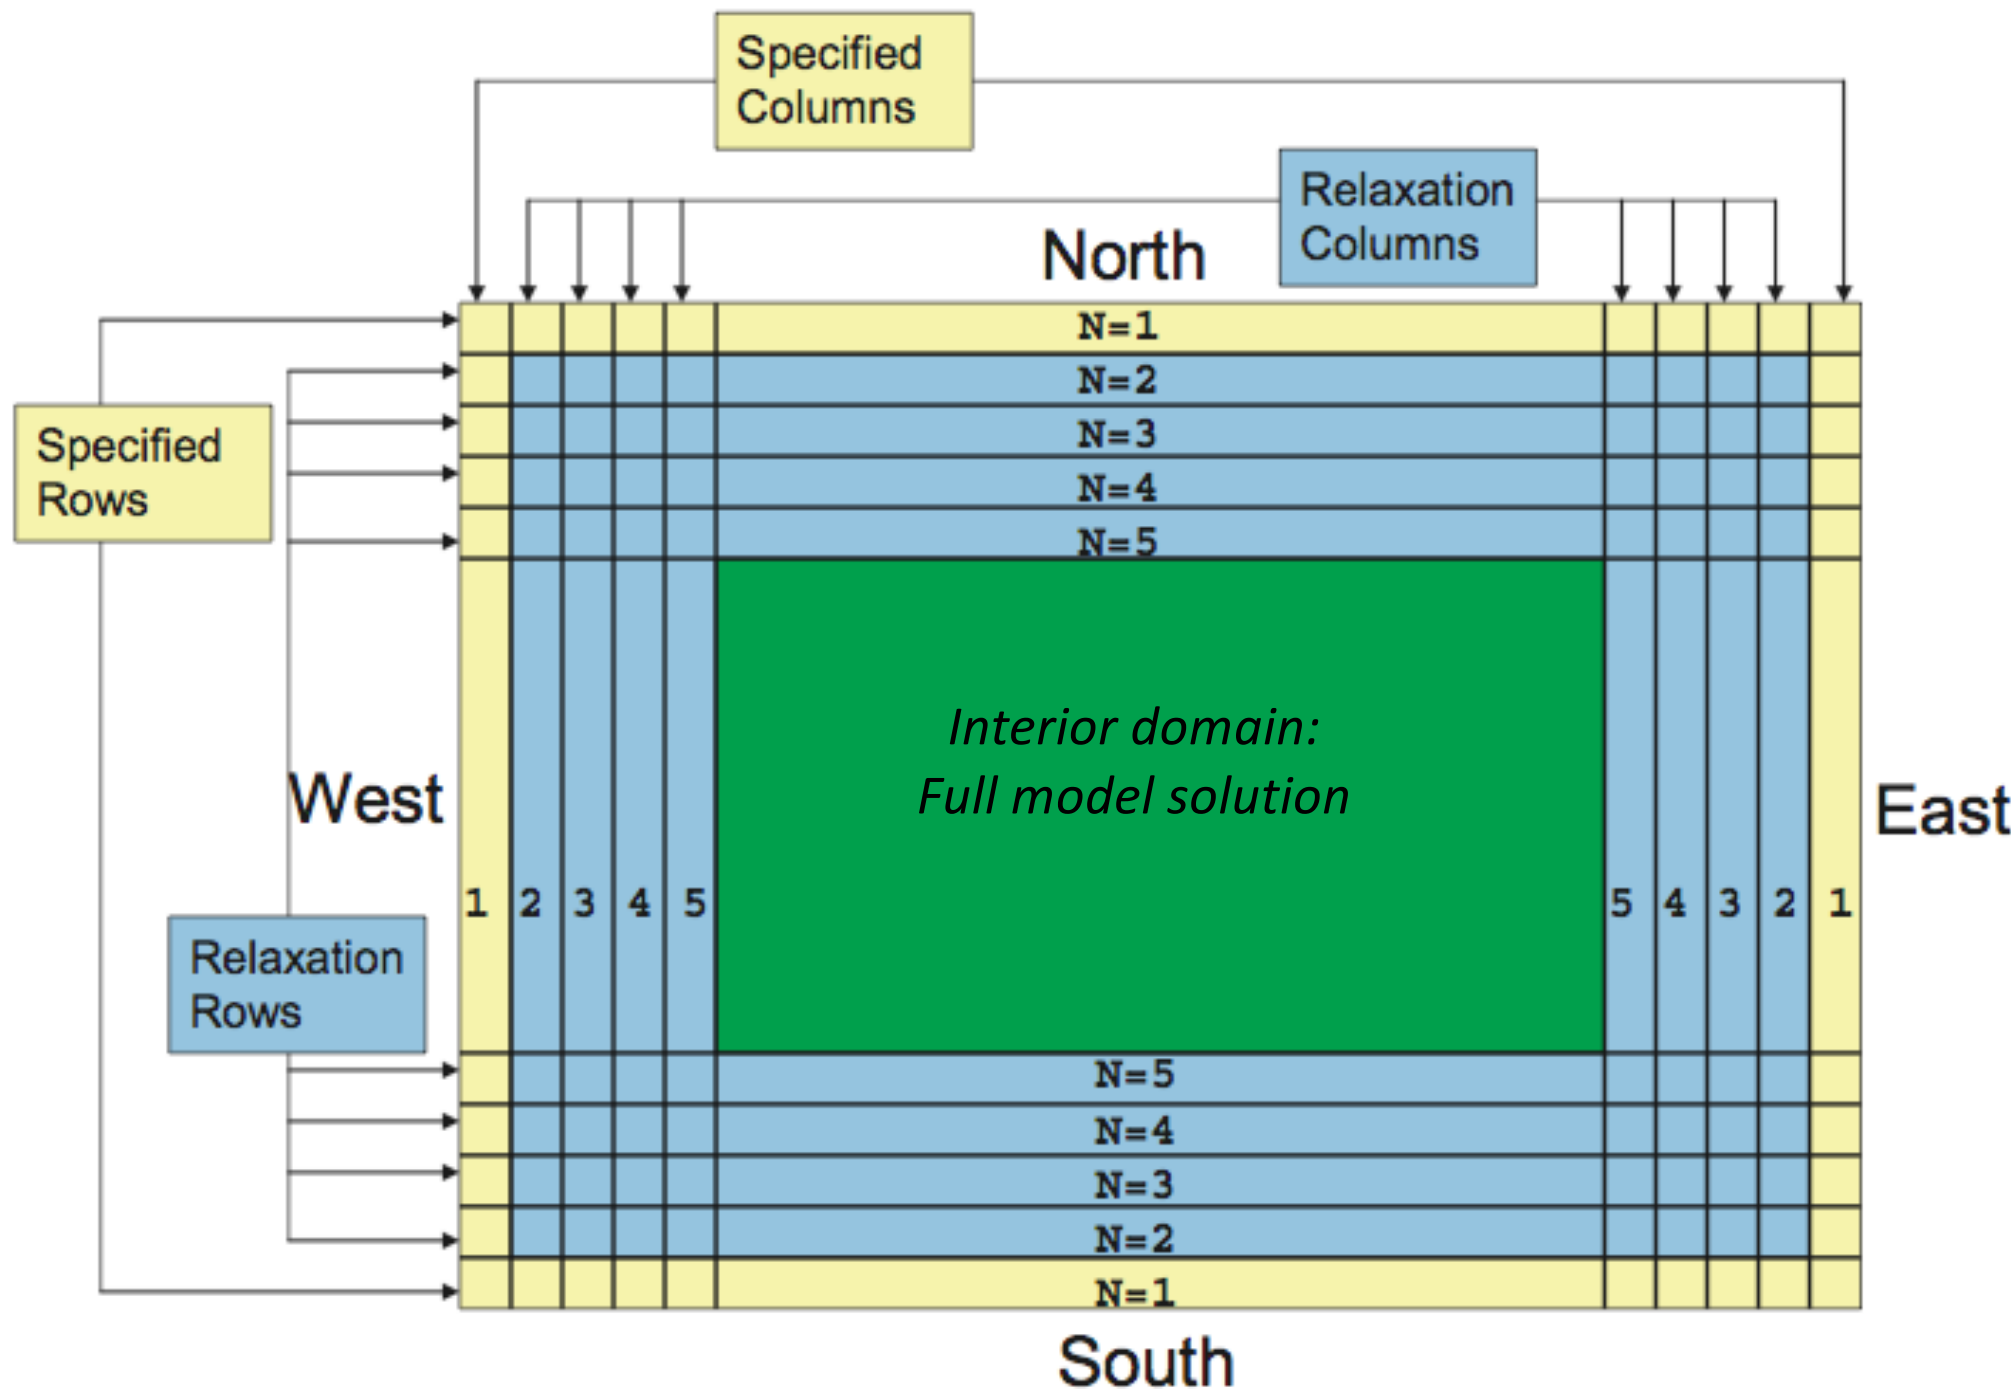 Specified
Columns
Relaxation
Columns
North
N=1
N=2
N=3
N=4
N=5
Specified
Rows
Interior domain:
Full model solution
West
East
1 2 3 4 5
5 4 3 2 1
Relaxation
Rows
N=5
N=4
N=3
N=2
N=1
South